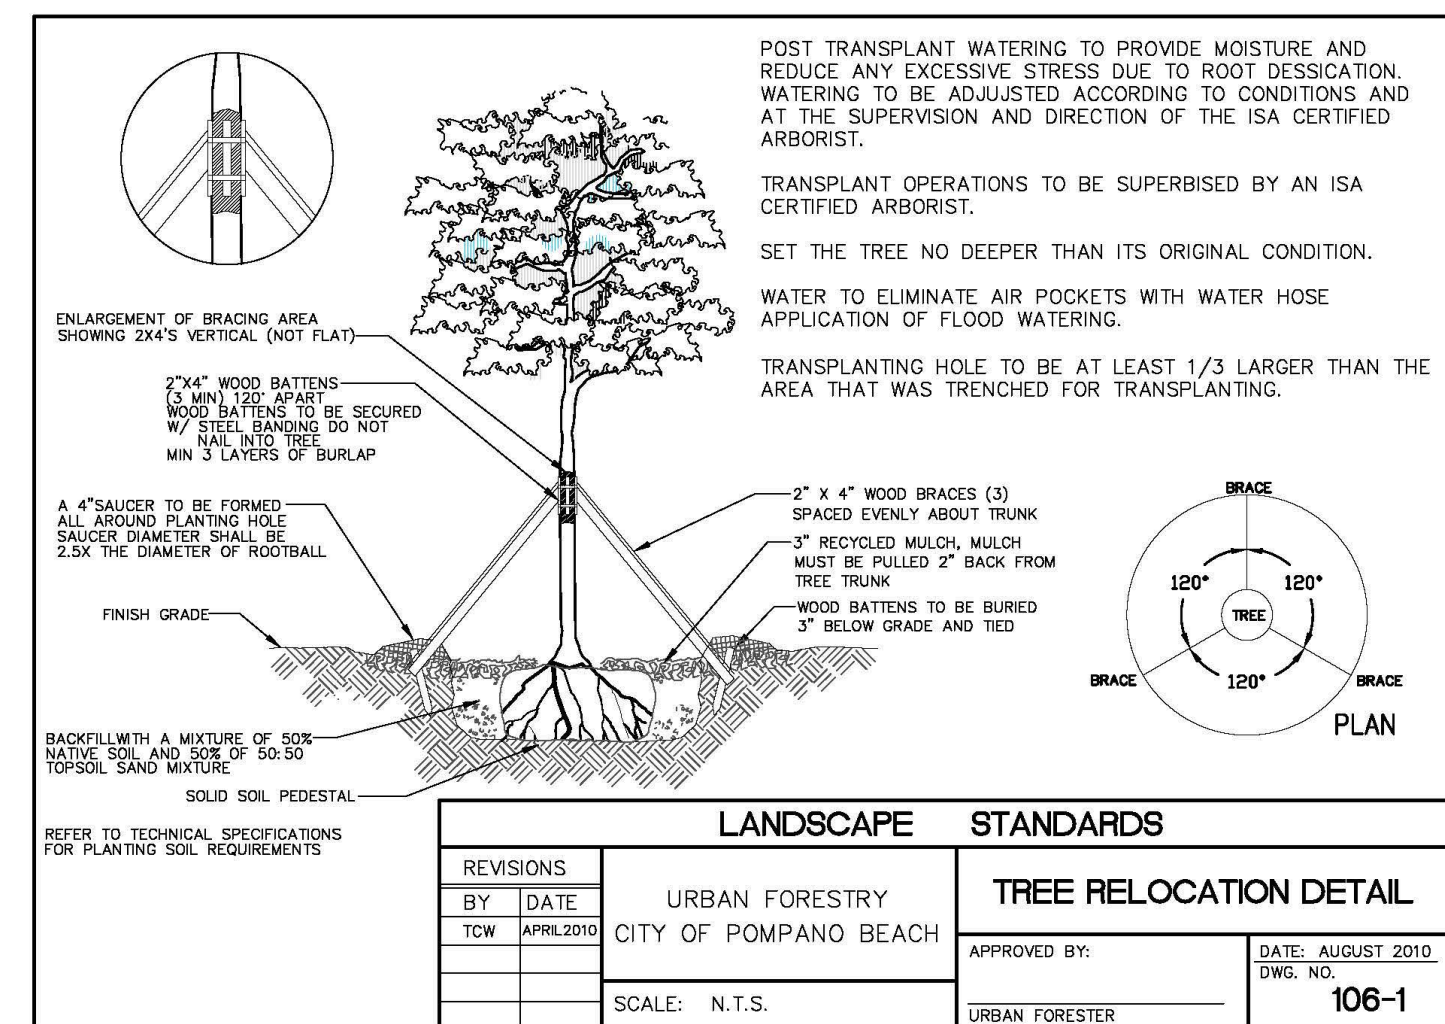 POST TRANSPLANT WATERING TO PROVIDE MOISTURE AND
REDUCE ANY EXCESSIVE STRESS DUE TO ROOT DESSICATION.
WATERING TO BE ADJUJSTED ACCORDING TO CONDITIONS AND
AT THE SUPERVISION AND DIRECTION OF THE ISA CERTIFIED
ARBORIST.
TRANSPLANT OPERATIONS TO BE SUPERBISED BY AN ISA
CERTIFIED ARBORIST.
SET THE TREE NO DEEPER THAN ITS ORIGINAL CONDITION.
WATER TO ELIMINATE AIR POCKETS WITH WATER HOSE
APPLICATION OF FLOOD WATERING.
TRANSPLANTING HOLE TO BE AT LEAST 1/3 LARGER THAN THE
AREA THAT WAS TRENCHED FOR TRANSPLANTING.
ENLARGEMENT OF BRACING AREA
SHOWING 2X4'S VERTICAL (NOT FLAT)
2"X4" WOOD BATTENS
(3 MIN) 120° APART
WOOD BATTENS TO BE SECURED
W/ STEEL BANDING DO NOT
NAIL INTO TREE
MIN 3 LAYERS OF BURLAP
A 4"SAUCER TO BE FORMED
ALL AROUND PLANTING HOLE
SAUCER DIAMETER SHALL BE
2.5X THE DIAMETER OF ROOTBALL
FINISH GRADE
BACKFILLWITH A MIXTURE OF 50%
NATIVE SOIL AND 50% OF 50:50
TOPSOIL SAND MIXTURE
SOLID SOIL PEDESTAL
REFER TO TECHNICAL SPECIFICATIONS
FOR PLANTING SOIL REQUIREMENTS
2" X 4" WOOD BRACES (3)
SPACED EVENLY ABOUT TRUNK
3" RECYCLED MULCH, MULCH
MUST BE PULLED 2" BACK FROM
TREE TRUNK
WOOD BATTENS TO BE BURIED
3" BELOW GRADE AND TIED
BRACE
120° 120°
TREE
BRACE 120° BRACE
PLAN
LANDSCAPE STANDARDS
REVISIONS
BY DATE
TCW APRIL2010
URBAN FORESTRY
CITY OF POMPANO BEACH
SCALE: N.T.S.
TREE RELOCATION DETAIL
APPROVED BY:
URBAN FORESTER
DATE: AUGUST 2010
DWG. NO.
106-1